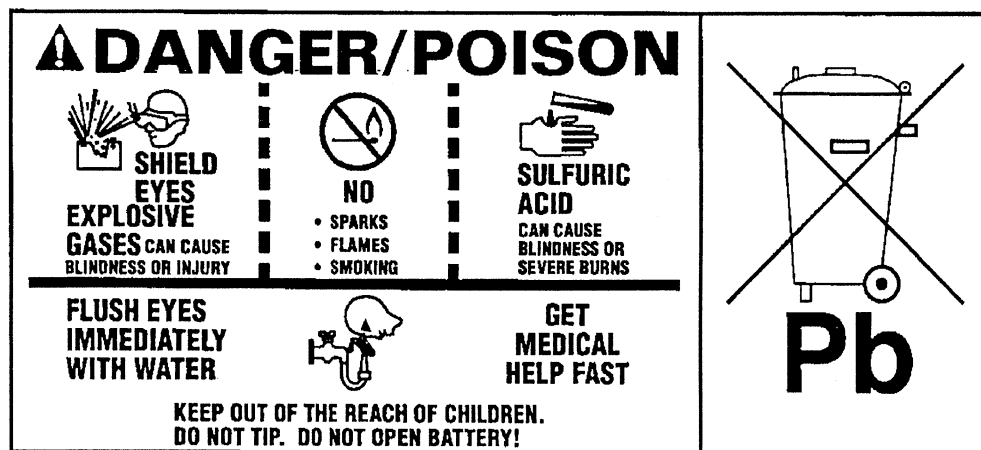 DANGER/POISON
SHIELD
EYES
EXPLOSIVE
GASES CAN CAUSE
BLINDNESS OR INJURY
NO
• SPARKS
• FLAMES
• SMOKING
SULFURIC
ACID
CAN CAUSE
BLINDNESS OR
SEVERE BURNS
FLUSH EYES
IMMEDIATELY
WITH WATER
GET
MEDICAL
HELP FAST
KEEP OUT OF THE REACH OF CHILDREN.
DO NOT TIP. DO NOT OPEN BATTERY!
Pb